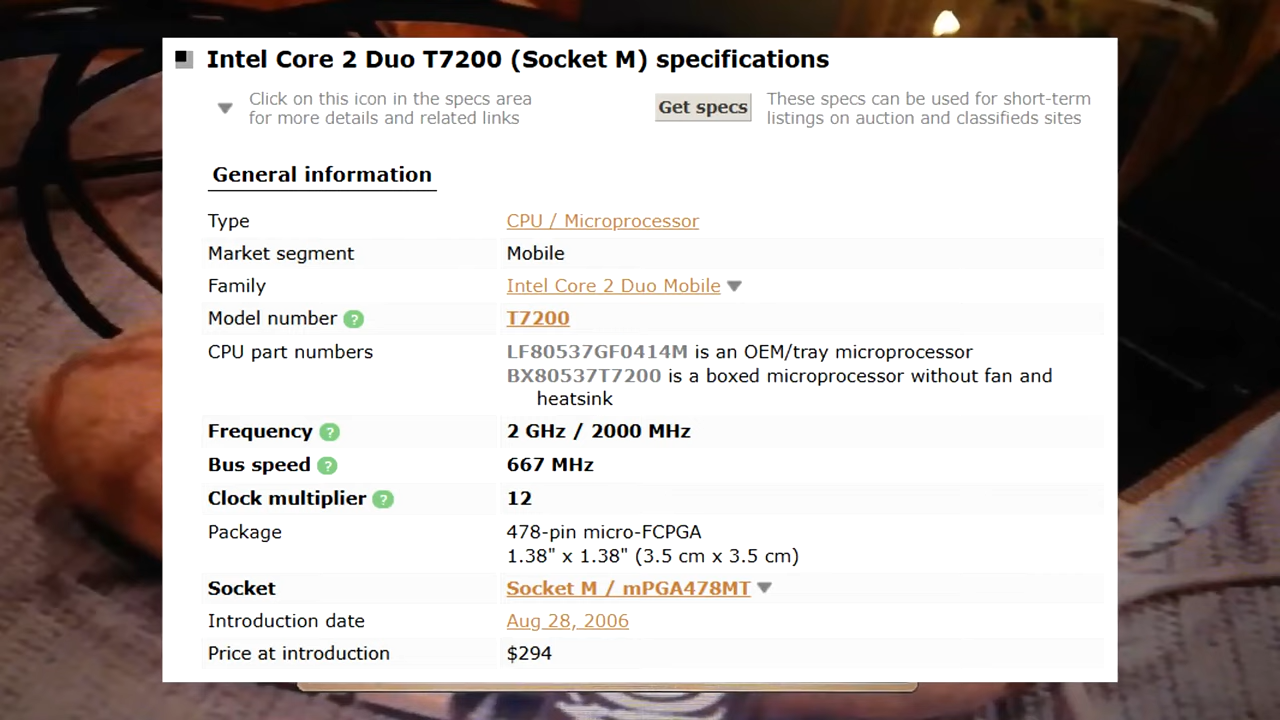 Intel Core 2 Duo T7200 (Socket M) specifications
Click on this icon in the specs area
for more details and related links
Get specs
These specs can be used for short-term
listings on auction and classifieds sites
General information
Type CPU / Microprocessor
Market segment Mobile
Family Intel Core 2 Duo Mobile
Model number ? T7200
CPU part numbers LF80537GF0414M is an OEM/tray microprocessor
BX80537T7200 is a boxed microprocessor without fan and
heatsink
Frequency ? 2 GHz / 2000 MHz
Bus speed ? 667 MHz
Clock multiplier ? 12
Package 478-pin micro-FCPGA
1.38" x 1.38" (3.5 cm x 3.5 cm)
Socket Socket M / mPGA478MT
Introduction date Aug 28, 2006
Price at introduction $294